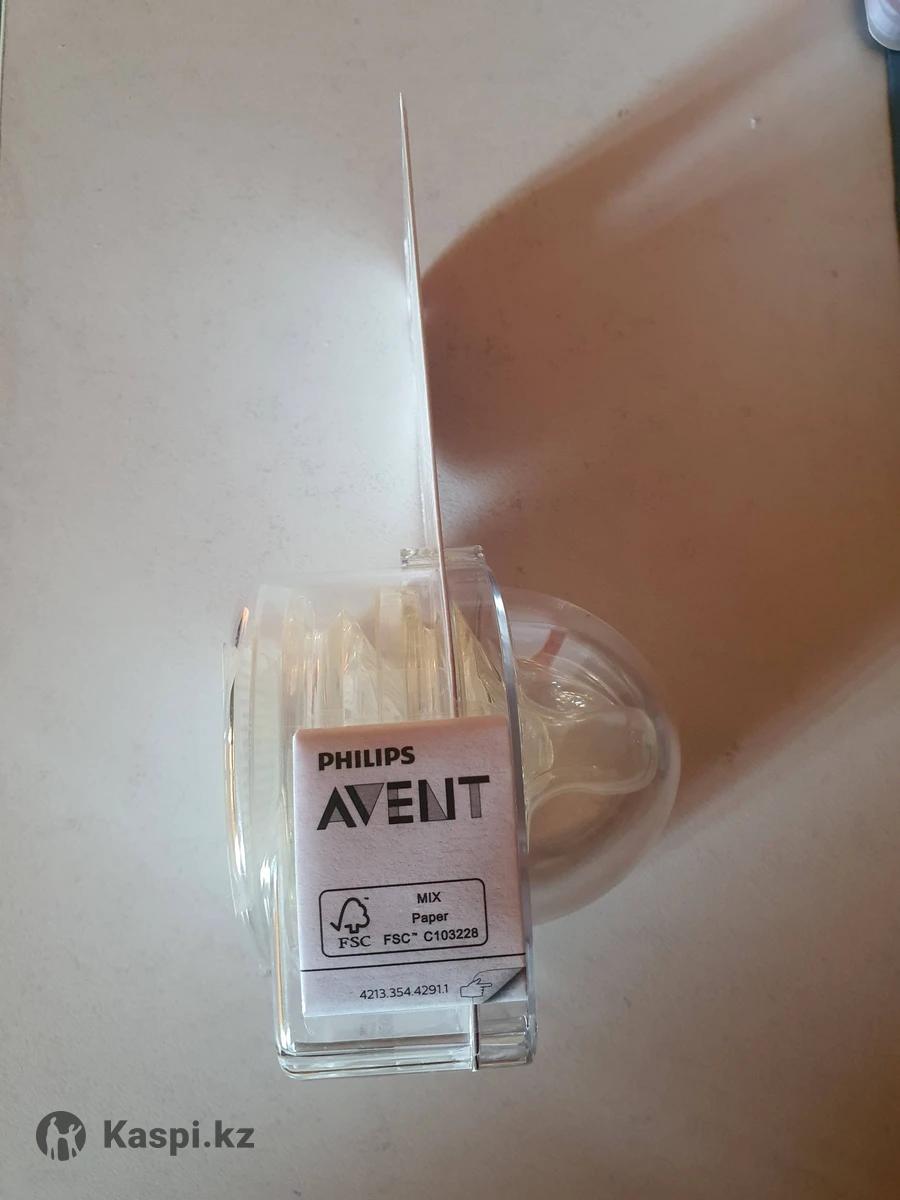 PHILIPS
AVENT
MIX
Paper
FSC™ C103228
FSC
4213.354.4291.1
Kaspi.kz